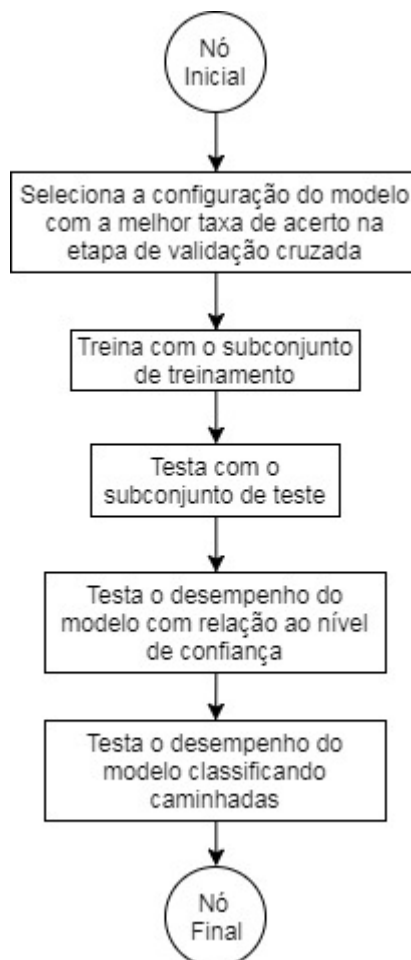 Nó
Inicial
Seleciona a configuração do modelo
com a melhor taxa de acerto na
etapa de validação cruzada
Treina com o subconjunto
de treinamento
Testa com o
subconjunto de teste
Testa o desempenho do
modelo com relação ao nível
de confiança
Testa o desempenho do
modelo classificando
caminhadas
Nó
Final